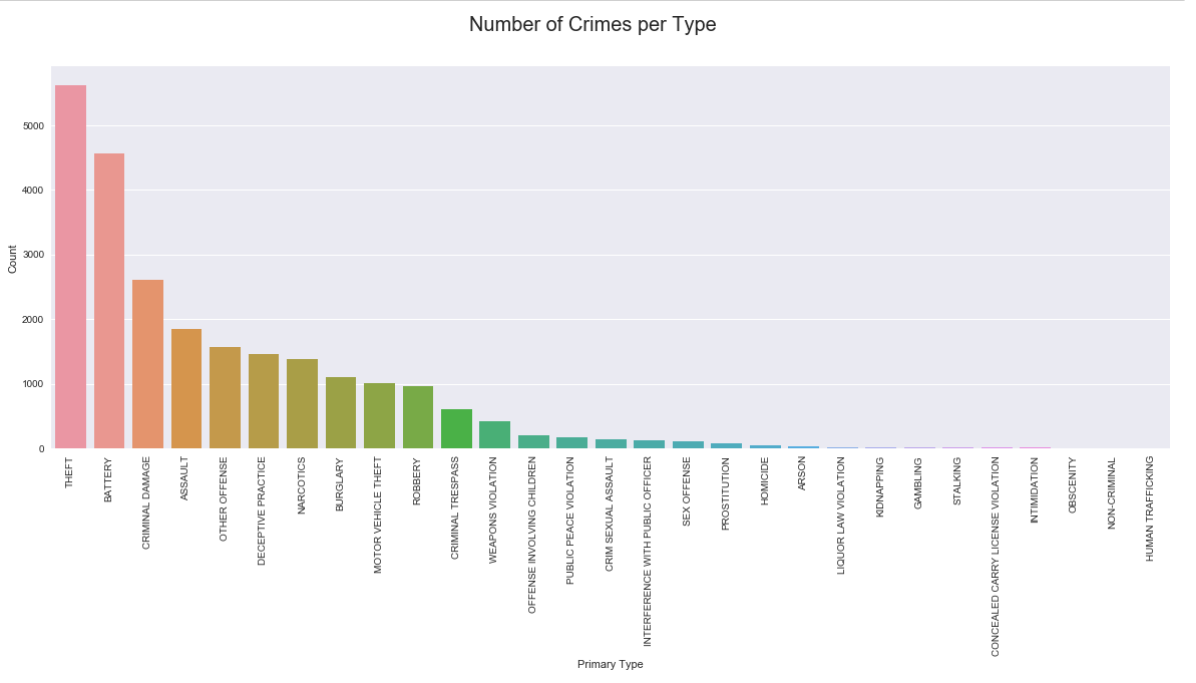 Number of Crimes per Type
5000
4000
3000
2000
1000
0
Count
THEFT
BATTERY
CRIMINAL DAMAGE
ASSAULT
OTHER OFFENSE
DECEPTIVE PRACTICE
NARCOTICS
BURGLARY
MOTOR VEHICLE THEFT
ROBBERY
CRIMINAL TRESPASS
WEAPONS VIOLATION
OFFENSE INVOLVING CHILDREN
PUBLIC PEACE VIOLATION
CRIM SEXUAL ASSAULT
INTERFERENCE WITH PUBLIC OFFICER
SEX OFFENSE
PROSTITUTION
HOMICIDE
ARSON
LIQUOR LAW VIOLATION
KIDNAPPING
GAMBLING
STALKING
CONCEALED CARRY LICENSE VIOLATION
INTIMIDATION
OBSCENITY
NON-CRIMINAL
HUMAN TRAFFICKING
Primary Type